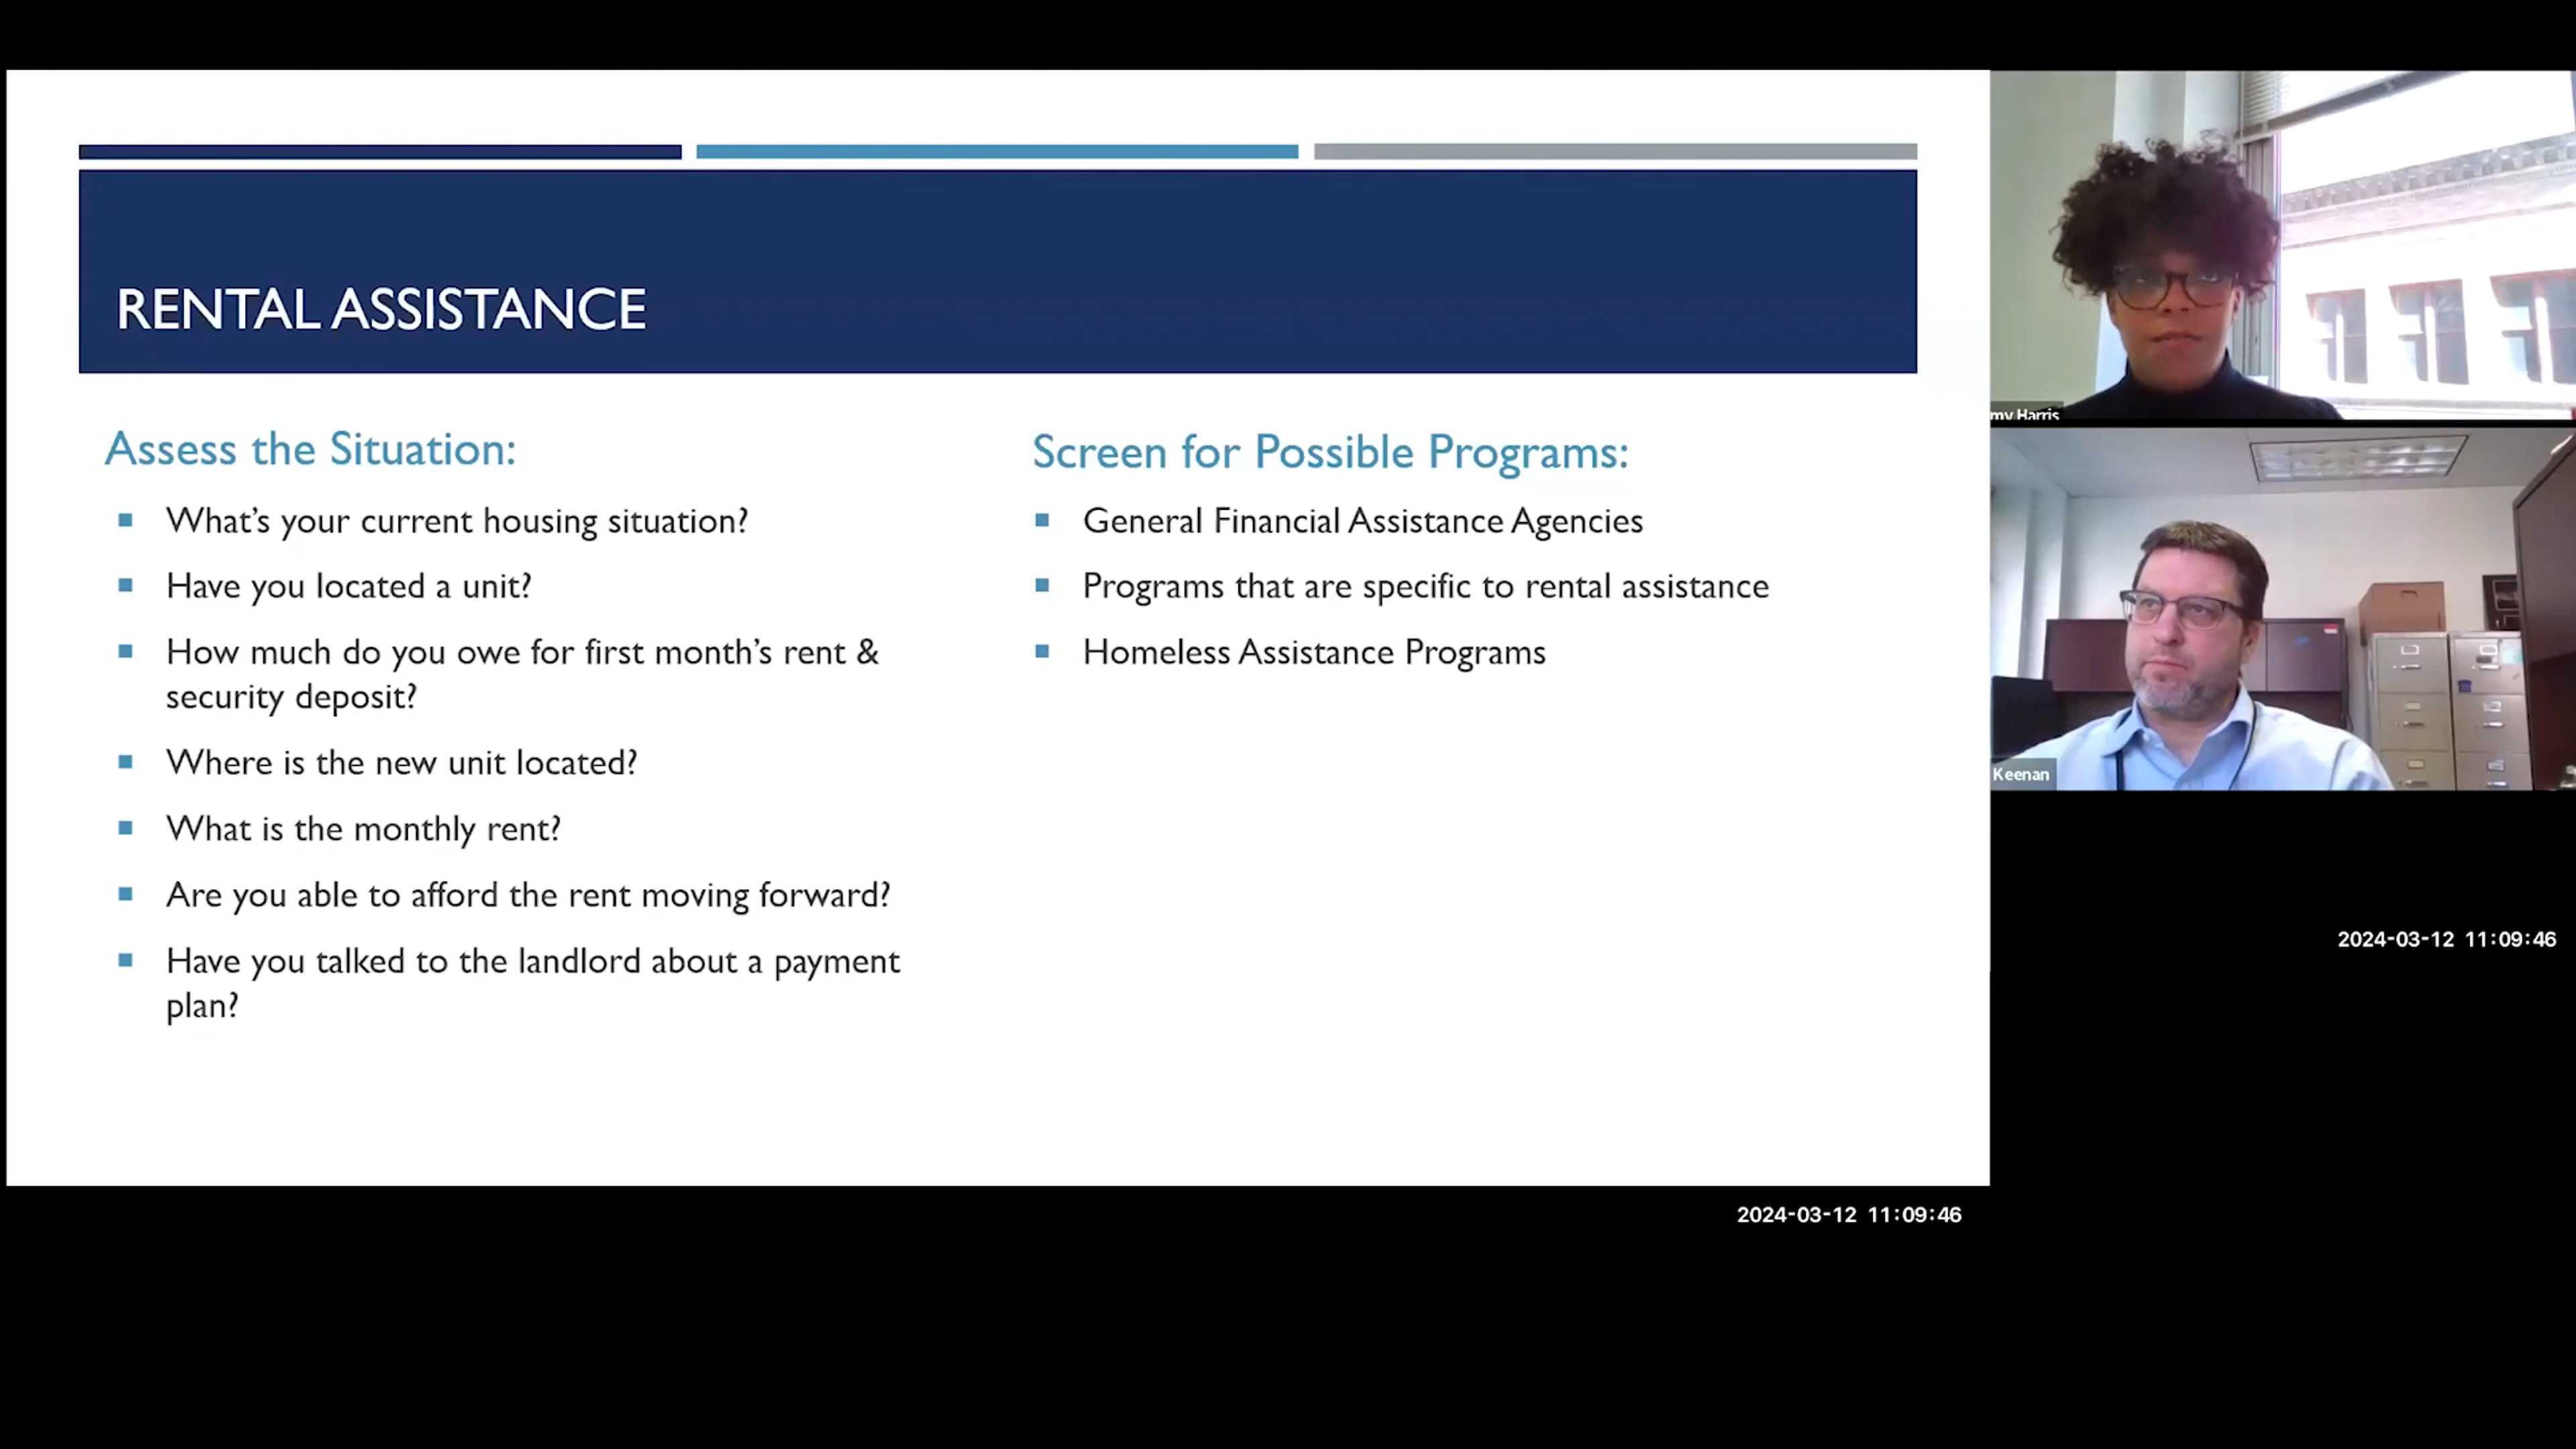 RENTAL ASSISTANCE
Assess the Situation:
What's your current housing situation?
Have you located a unit?
How much do you owe for first month's rent &
security deposit?
Where is the new unit located?
What is the monthly rent?
Are you able to afford the rent moving forward?
Have you talked to the landlord about a payment
plan?
Screen for Possible Programs:
General Financial Assistance Agencies
Programs that are specific to rental assistance
Homeless Assistance Programs
my Harris
Keenan
2024-03-12 11:09:46
2024-03-12 11:09:46